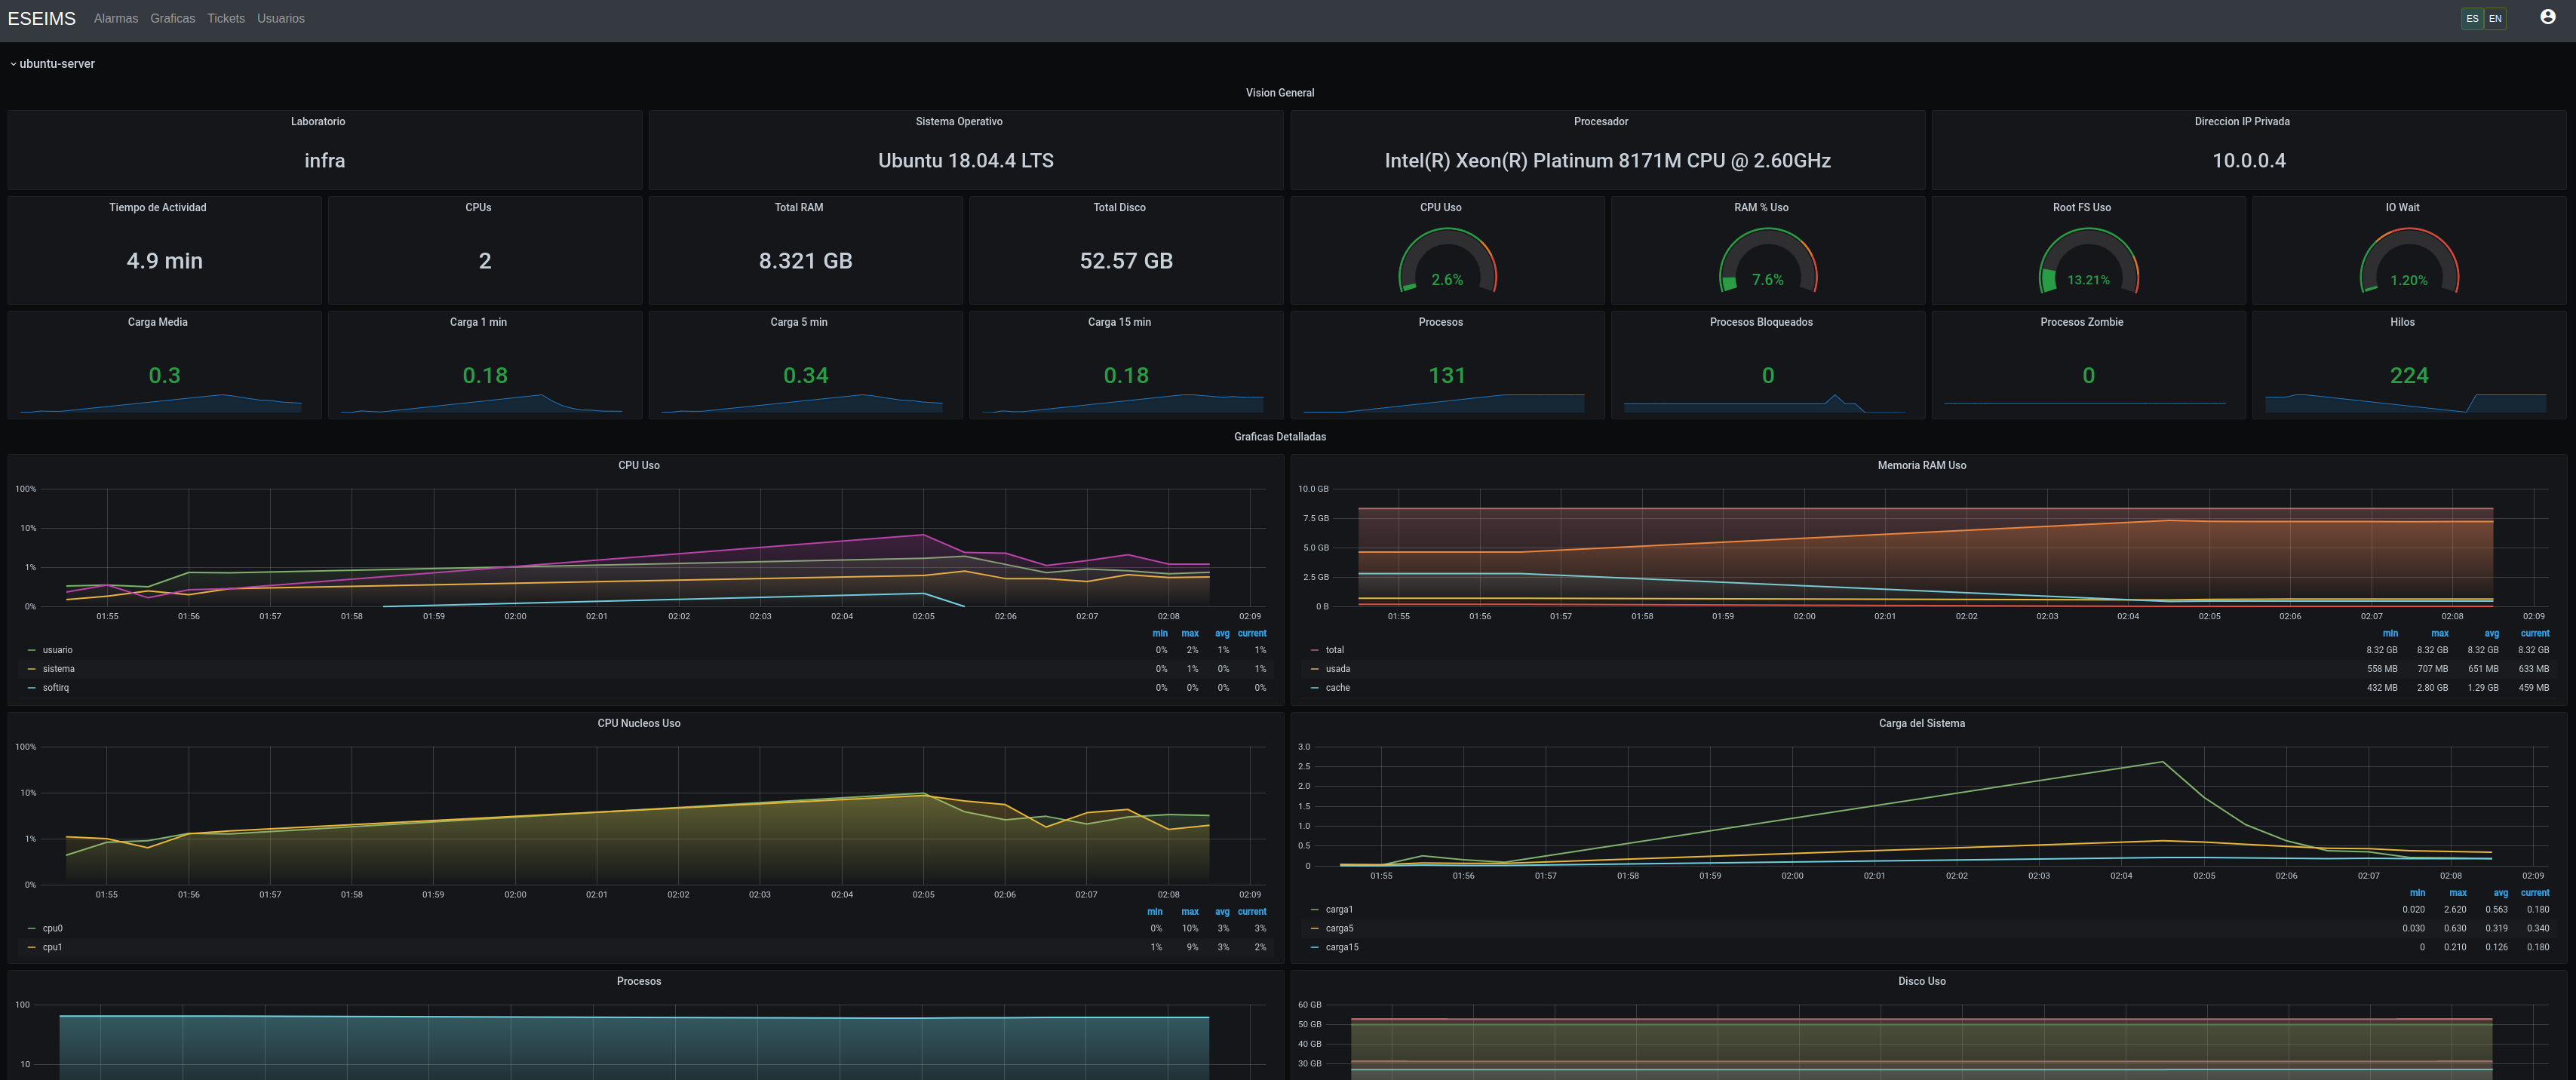 ESEIMS Alarmas Graficas Tickets Usuarios ES EN
ubuntu-server
Vision General
Laboratorio
infra
Sistema Operativo
Ubuntu 18.04.4 LTS
Procesador
Intel(R) Xeon(R) Platinum 8171M CPU @ 2.60GHz
Direccion IP Privada
10.0.0.4
Tiempo de Actividad
4.9 min
CPUs
2
Total RAM
8.321 GB
Total Disco
52.57 GB
CPU Uso
2.6%
RAM % Uso
7.6%
Root FS Uso
13.21%
IO Wait
1.20%
Carga Media
0.3
Carga 1 min
0.18
Carga 5 min
0.34
Carga 15 min
0.18
Procesos
131
Procesos Bloqueados
0
Procesos Zombie
0
Hilos
224
Graficas Detalladas
CPU Uso
100%
10%
1%
0%
01:55 01:56 01:57 01:58 01:59 02:00 02:01 02:02 02:03 02:04 02:05 02:06 02:07 02:08 02:09
min max avg current
usuario 0% 2% 1% 1%
sistema 0% 1% 0% 1%
softirq 0% 0% 0% 0%
Memoria RAM Uso
10.0 GB
7.5 GB
5.0 GB
2.5 GB
0 B
01:55 01:56 01:57 01:58 01:59 02:00 02:01 02:02 02:03 02:04 02:05 02:06 02:07 02:08 02:09
min max avg current
total 8.32 GB 8.32 GB 8.32 GB 8.32 GB
usada 558 MB 707 MB 651 MB 633 MB
cache 432 MB 2.80 GB 1.29 GB 459 MB
CPU Nucleos Uso
100%
10%
1%
0%
01:55 01:56 01:57 01:58 01:59 02:00 02:01 02:02 02:03 02:04 02:05 02:06 02:07 02:08 02:09
min max avg current
cpu0 0% 10% 3% 3%
cpu1 1% 9% 3% 2%
Carga del Sistema
3.0
2.5
2.0
1.5
1.0
0.5
0
01:55 01:56 01:57 01:58 01:59 02:00 02:01 02:02 02:03 02:04 02:05 02:06 02:07 02:08 02:09
min max avg current
carga1 0.020 2.620 0.563 0.180
carga5 0.030 0.630 0.319 0.340
carga15 0 0.210 0.126 0.180
Procesos
100
10
Disco Uso
60 GB
50 GB
40 GB
30 GB